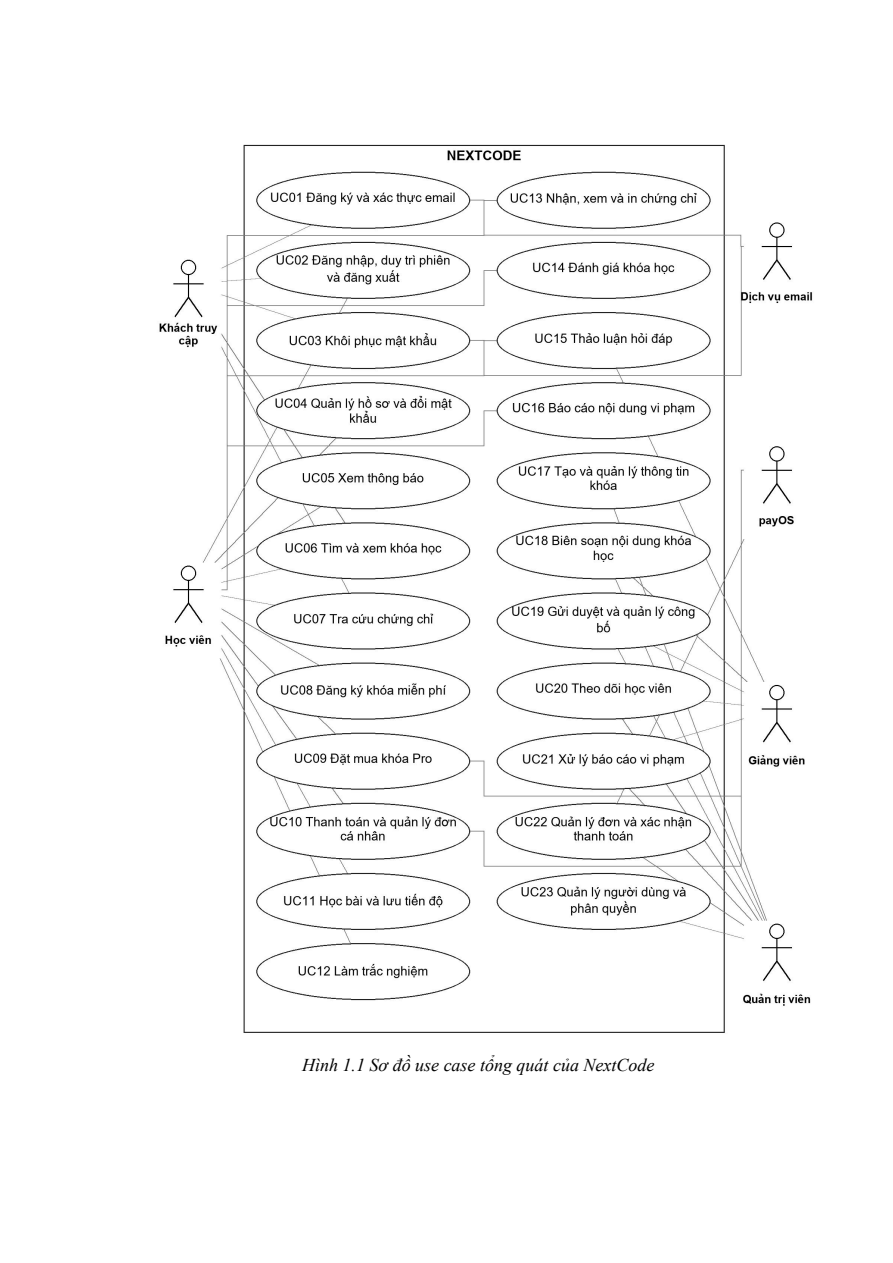 NEXTCODE
UC01 Đăng ký và xác thực email
UC02 Đăng nhập, duy trì phiên
và đăng xuất
UC03 Khôi phục mật khẩu
UC04 Quản lý hồ sơ và đổi mật
khẩu
UC05 Xem thông báo
UC06 Tìm và xem khóa học
UC07 Tra cứu chứng chỉ
UC08 Đăng ký khóa miễn phí
UC09 Đặt mua khóa Pro
UC10 Thanh toán và quản lý đơn
cá nhân
UC11 Học bài và lưu tiến độ
UC12 Làm trắc nghiệm
UC13 Nhận, xem và in chứng chỉ
UC14 Đánh giá khóa học
UC15 Thảo luận hỏi đáp
UC16 Báo cáo nội dung vi phạm
UC17 Tạo và quản lý thông tin
khóa
UC18 Biên soạn nội dung khóa
học
UC19 Gửi duyệt và quản lý công
bố
UC20 Theo dõi học viên
UC21 Xử lý báo cáo vi phạm
UC22 Quản lý đơn và xác nhận
thanh toán
UC23 Quản lý người dùng và
phân quyền
Khách truy
cập
Học viên
Dịch vụ email
payOS
Giảng viên
Quản trị viên
Hình 1.1 Sơ đồ use case tổng quát của NextCode